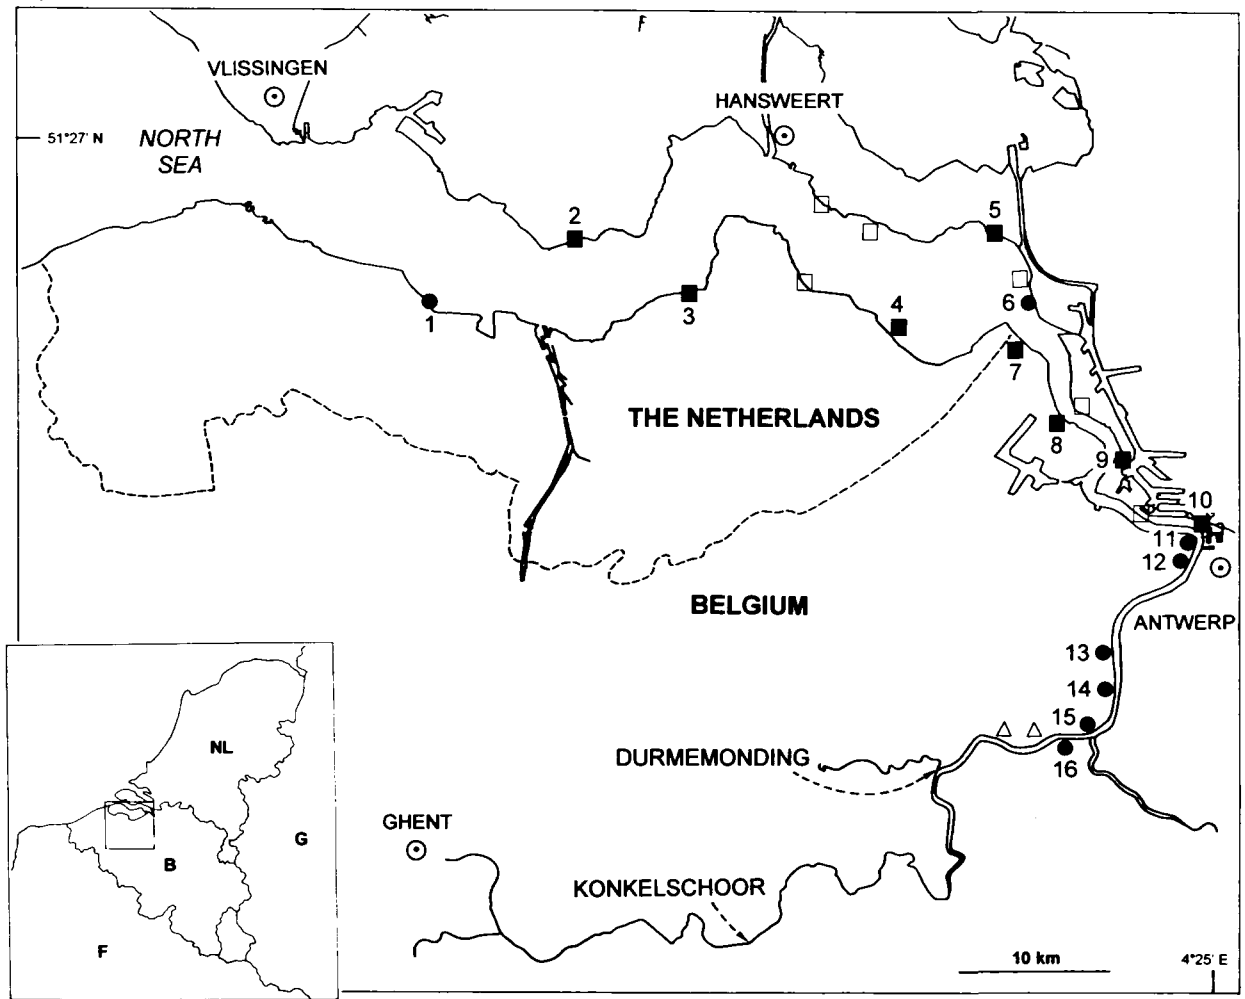 VLISSINGEN
HANSWEERT
51°27' N
NORTH
SEA
2
5
1
3
4
6
7
THE NETHERLANDS
8
9
10
11
12
BELGIUM
ANTWERP
13
14
15
16
DURMEMONDING
GHENT
KONKELSCHOOR
NL
G
B
F
10 km
4°25' E